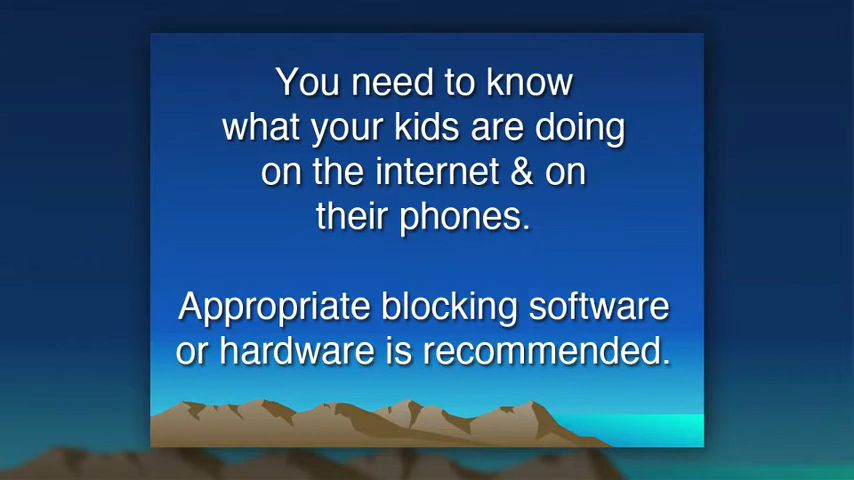 You need to know
what your kids are doing
on the internet & on
their phones.
Appropriate blocking software
or hardware is recommended.